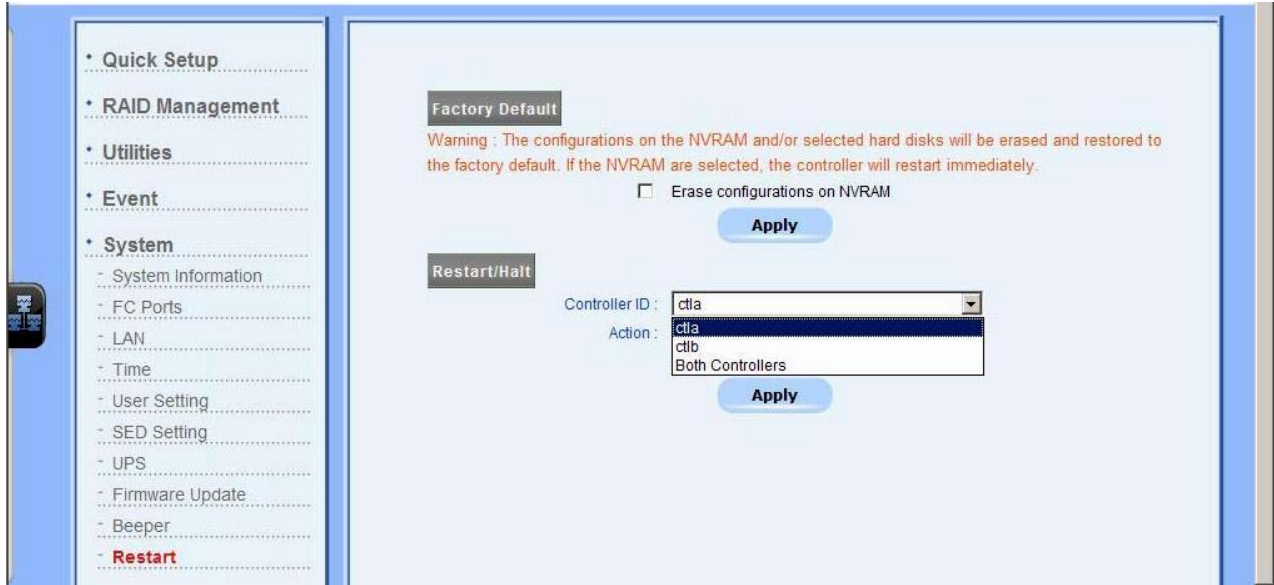 Quick Setup
RAID Management
Utilities
Event
System
- System Information
- FC Ports
- LAN
- Time
- User Setting
- SED Setting
- UPS
- Firmware Update
- Beeper
- Restart
Factory Default
Warning : The configurations on the NVRAM and/or selected hard disks will be erased and restored to
the factory default. If the NVRAM are selected, the controller will restart immediately.
Erase configurations on NVRAM
Apply
Restart/Halt
Controller ID : ctla
Action :
ctla
ctlb
Both Controllers
Apply